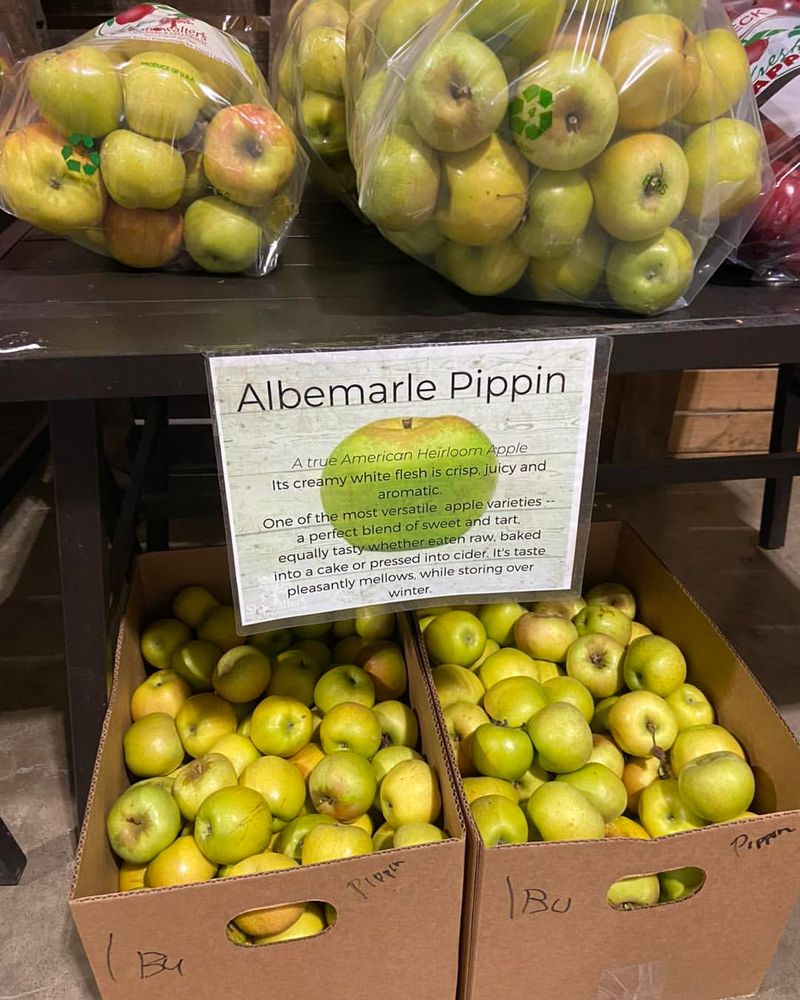 PRODUCE OF U.S.A.
Albemarle Pippin
A true American Heirloom Apple
Its creamy white flesh is crisp, juicy and
aromatic.
One of the most versatile apple varieties --
a perfect blend of sweet and tart,
equally tasty whether eaten raw, baked
into a cake or pressed into cider. It's taste
pleasantly mellows, while storing over
winter.
Pippin
1 Bu
Pippin
1 Bu